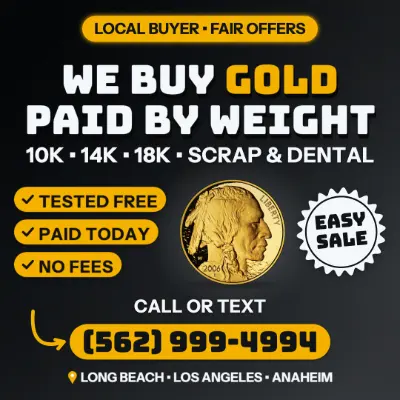 LOCAL BUYER • FAIR OFFERS
WE BUY GOLD
PAID BY WEIGHT
10K • 14K • 18K • SCRAP & DENTAL
✓ TESTED FREE
✓ PAID TODAY
✓ NO FEES
LIBERTY
2006
EASY
SALE
CALL OR TEXT
(562) 999-4994
LONG BEACH • LOS ANGELES • ANAHEIM